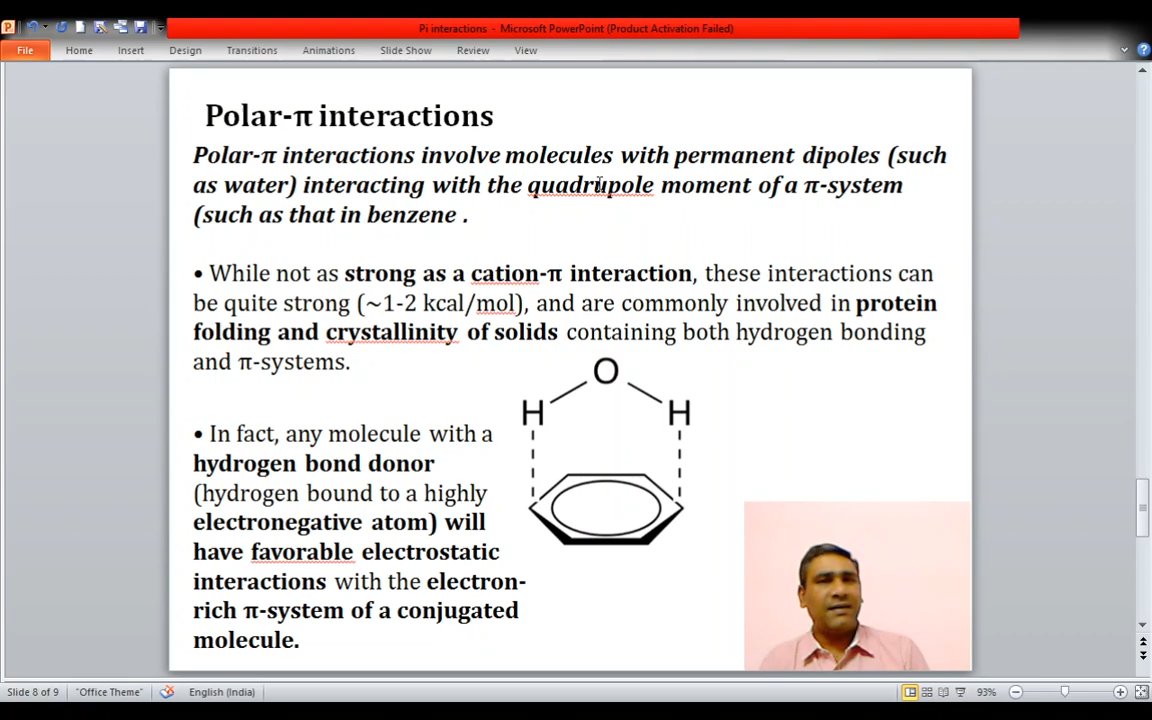 Pi interactions - Microsoft PowerPoint (Product Activation Failed)
File Home Insert Design Transitions Animations Slide Show Review View
Polar-π interactions
Polar-π interactions involve molecules with permanent dipoles (such
as water) interacting with the quadrupole moment of a π-system
(such as that in benzene .
• While not as strong as a cation-π interaction, these interactions can
be quite strong (~1-2 kcal/mol), and are commonly involved in protein
folding and crystallinity of solids containing both hydrogen bonding
and π-systems.
O
H H
• In fact, any molecule with a
hydrogen bond donor
(hydrogen bound to a highly
electronegative atom) will
have favorable electrostatic
interactions with the electron-
rich π-system of a conjugated
molecule.
Slide 8 of 9 "Office Theme" English (India) 93%